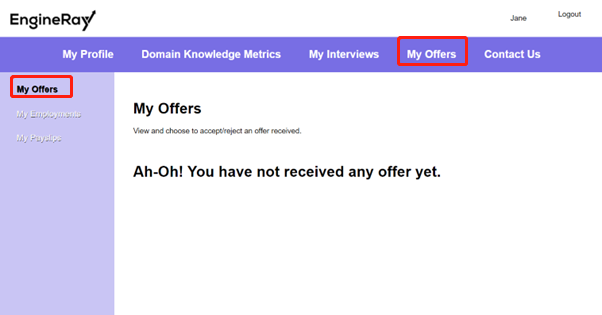 EngineRay
Jane
Logout
My Profile
Domain Knowledge Metrics
My Interviews
My Offers
Contact Us
My Offers
My Employments
My Payslips
My Offers
View and choose to accept/reject an offer received.
Ah-Oh! You have not received any offer yet.